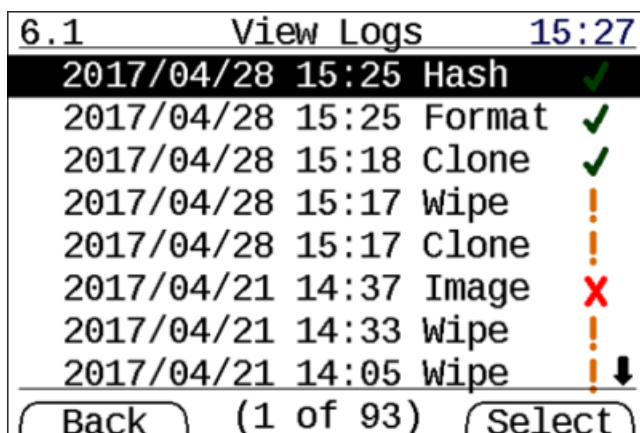 6.1 View Logs 15:27
2017/04/28 15:25 Hash
2017/04/28 15:25 Format
2017/04/28 15:18 Clone
2017/04/28 15:17 Wipe
2017/04/28 15:17 Clone
2017/04/21 14:37 Image
2017/04/21 14:33 Wipe
2017/04/21 14:05 Wipe
Back (1 of 93) Select